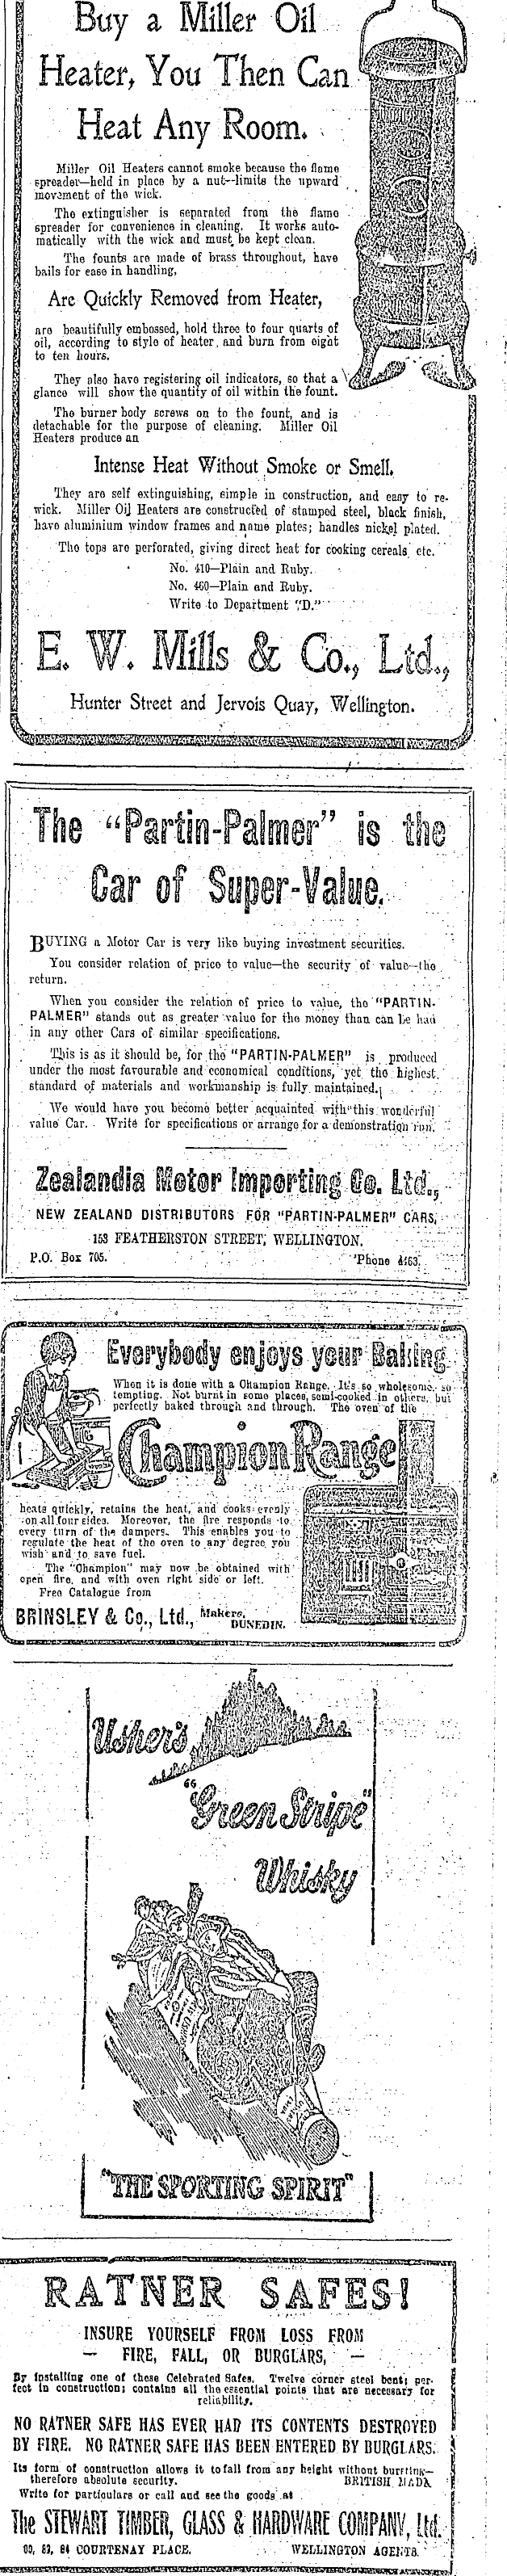 Buy a Miller Oil
Heater, You Then Can
Heat Any Room.
Miller Oil Heaters cannot smoke because the flame
spreader—held in place by a nut—limits the upward
movement of the wick.
The extinguisher is separated from the flame
spreader for convenience in cleaning. It works auto-
matically with the wick and must be kept clean.
The founts are made of brass throughout, have
bails for ease in handling,
Are Quickly Removed from Heater,
are beautifully embossed, hold three to four quarts of
oil, according to style of heater, and burn from eight
to ten hours.
They also have registering oil indicators, so that a
glance will show the quantity of oil within the fount.
The burner body screws on to the fount, and is
detachable for the purpose of cleaning. Miller Oil
Heaters produce an
Intense Heat Without Smoke or Smell.
They are self extinguishing, simple in construction, and easy to re-
wick. Miller Oil Heaters are constructed of stamped steel, black finish,
have aluminium window frames and name plates; handles nickel plated.
The tops are perforated, giving direct heat for cooking cereals, etc.
No. 410—Plain and Ruby.
No. 460—Plain and Ruby.
Write to Department "D."
E. W. Mills & Co., Ltd.,
Hunter Street and Jervois Quay, Wellington.
The "Partin-Palmer" is the
Car of Super-Value.
BUYING a Motor Car is very like buying investment securities.
You consider relation of price to value—the security of value—the
return.
When you consider the relation of price to value, the "PARTIN-
PALMER" stands out as greater value for the money than can be had
in any other Cars of similar specifications.
This is as it should be, for the "PARTIN-PALMER" is produced
under the most favourable and economical conditions, yet the highest
standard of materials and workmanship is fully maintained.
We would have you become better acquainted with this wonderful
value Car. Write for specifications or arrange for a demonstration run.
Zealandia Motor Importing Co. Ltd.,
NEW ZEALAND DISTRIBUTORS FOR "PARTIN-PALMER" CARS,
153 FEATHERSTON STREET, WELLINGTON.
P.O. Box 705. 'Phone 4463.
Everybody enjoys your Baking
When it is done with a Champion Range. It's so wholesome, so
tempting. Not burnt in some places, semi-cooked in others, but
perfectly baked through and through. The oven of the
Champion Range
heats quickly, retains the heat, and cooks evenly
on all four sides. Moreover, the fire responds to
every turn of the dampers. This enables you to
regulate the heat of the oven to any degree you
wish and to save fuel.
The "Champion" may now be obtained with
open fire, and with oven right side or left.
Free Catalogue from
BRINSLEY & Co., Ltd., Makers, DUNEDIN.
Usher's
"Green Stripe"
Whisky
"THE SPORTING SPIRIT"
RATNER SAFES!
INSURE YOURSELF FROM LOSS FROM
— FIRE, FALL, OR BURGLARS, —
By installing one of these Celebrated Safes. Twelve corner steel bent; per-
fect in construction; contains all the essential points that are necessary for
reliability.
NO RATNER SAFE HAS EVER HAD ITS CONTENTS DESTROYED
BY FIRE. NO RATNER SAFE HAS BEEN ENTERED BY BURGLARS.
Its form of construction allows it to fall from any height without bursting—
therefore absolute security. BRITISH MADE
Write for particulars or call and see the goods at
The STEWART TIMBER, GLASS & HARDWARE COMPANY, Ltd.
COURTENAY PLACE. WELLINGTON AGENTS.